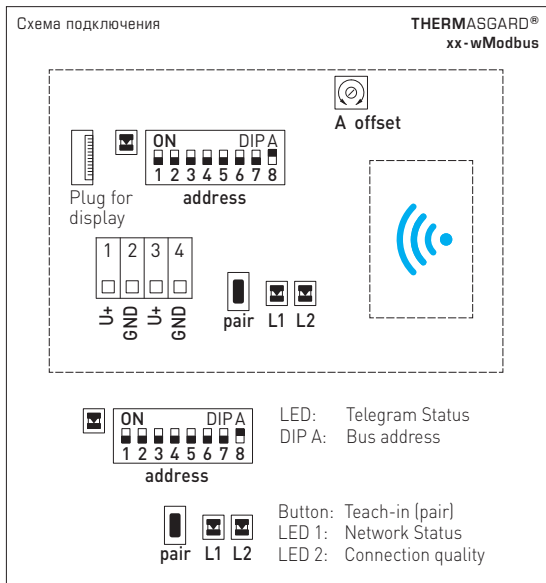 Схема подключения
THERMASGARD®
xx-wModbus
A offset
ON DIP A
1 2 3 4 5 6 7 8
address
Plug for
display
1 2 3 4
U+ GND U+ GND
pair L1 L2
ON DIP A
1 2 3 4 5 6 7 8
address
LED: Telegram Status
DIP A: Bus address
pair L1 L2
Button: Teach-in (pair)
LED 1: Network Status
LED 2: Connection quality